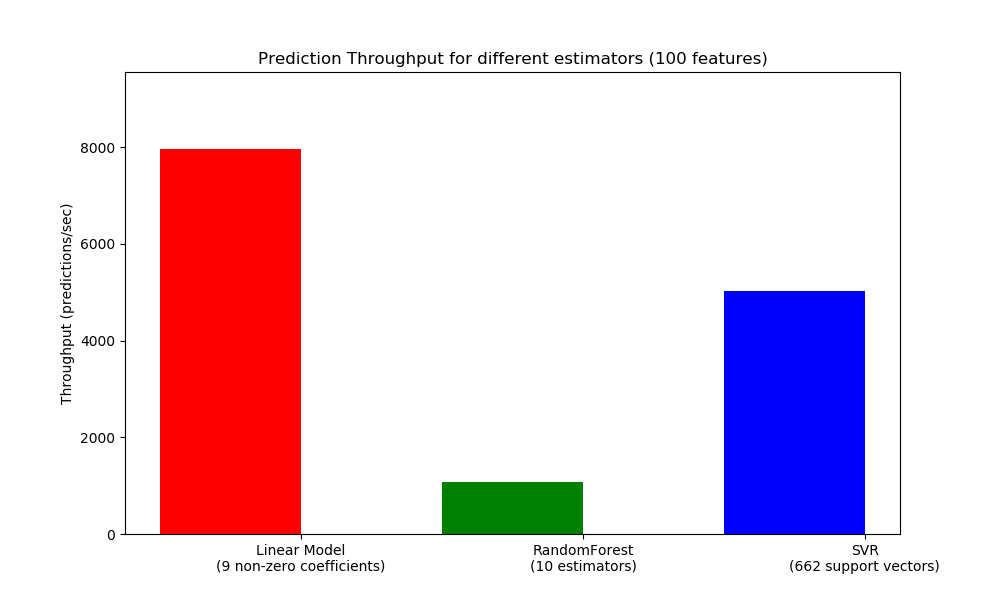 Prediction Throughput for different estimators (100 features)
Throughput (predictions/sec)
8000
6000
4000
2000
0
Linear Model
(9 non-zero coefficients)
RandomForest
(10 estimators)
SVR
(662 support vectors)